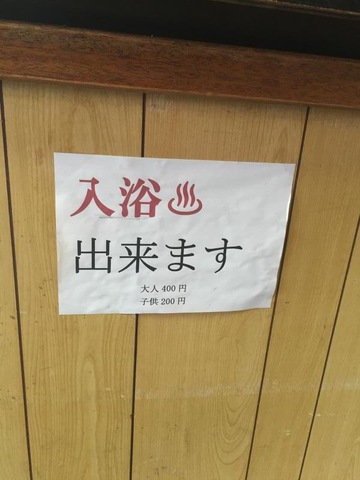 入浴♨
出来ます
大人 400 円
子供 200 円